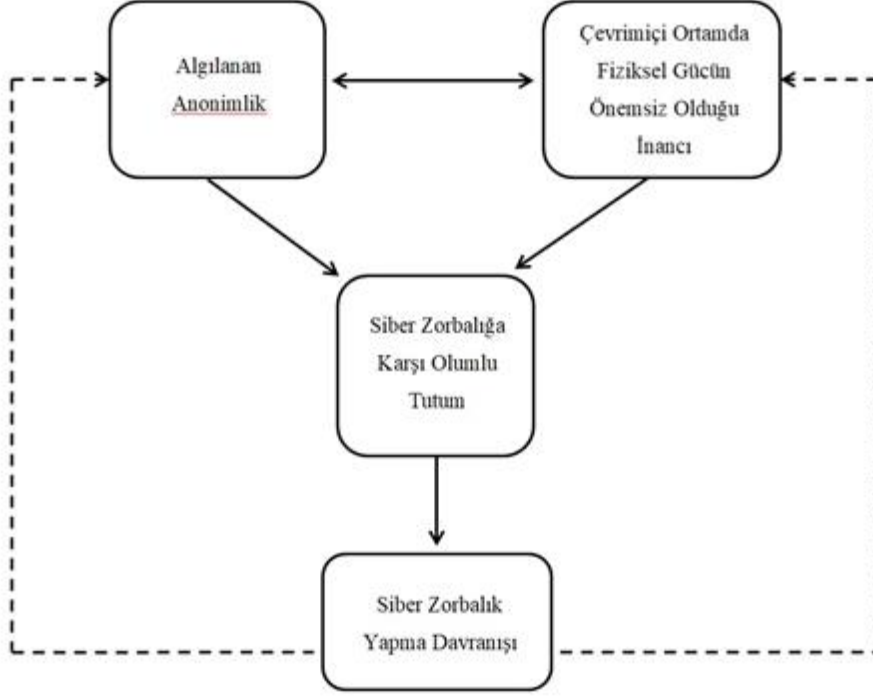 Algılanan
Anonimlik
Çevrimiçi Ortamda
Fiziksel Gücün
Önemsiz Olduğu
İnancı
Siber Zorbalığa
Karşı Olumlu
Tutum
Siber Zorbalık
Yapma Davranışı